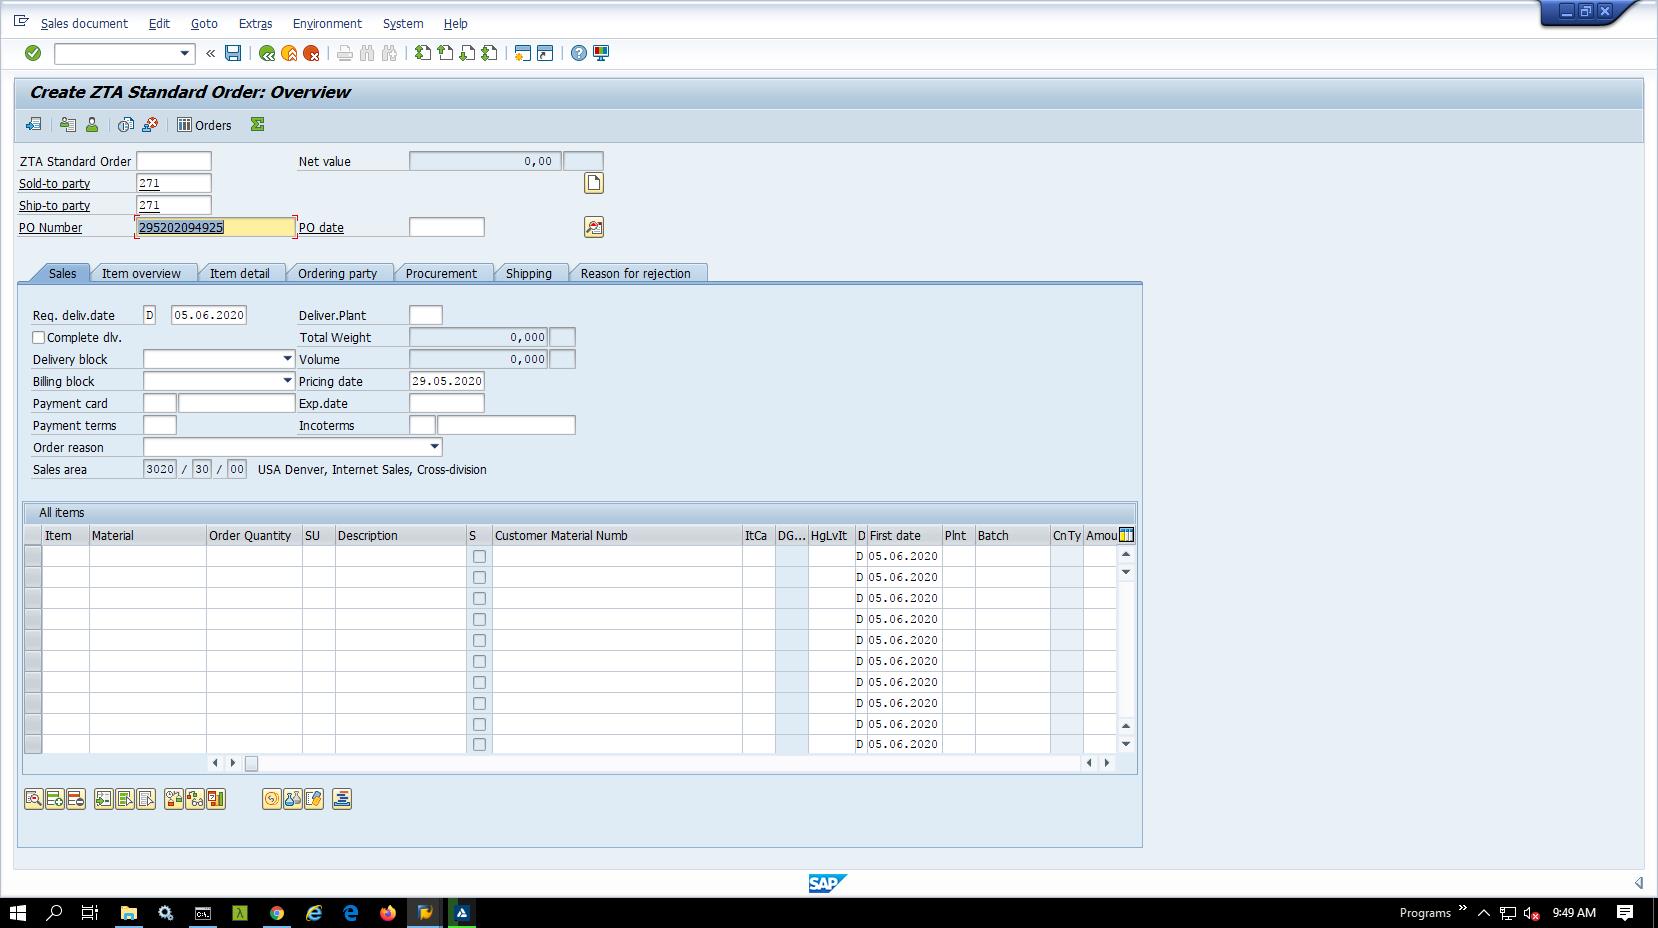 Sales document Edit Goto Extras Environment System Help
Create ZTA Standard Order: Overview
Orders
ZTA Standard Order Net value 0,00
Sold-to party 271
Ship-to party 271
PO Number 295202094925 PO date
Sales Item overview Item detail Ordering party Procurement Shipping Reason for rejection
Req. deliv.date D 05.06.2020 Deliver.Plant
Complete dlv. Total Weight 0,000
Delivery block Volume 0,000
Billing block Pricing date 29.05.2020
Payment card Exp.date
Payment terms Incoterms
Order reason
Sales area 3020 / 30 / 00 USA Denver, Internet Sales, Cross-division
All items
Item Material Order Quantity SU Description S Customer Material Numb ItCa DG... HgLvIt D First date Plnt Batch CnTy Amou
D 05.06.2020
D 05.06.2020
D 05.06.2020
D 05.06.2020
D 05.06.2020
D 05.06.2020
D 05.06.2020
D 05.06.2020
D 05.06.2020
D 05.06.2020
SAP
Programs 9:49 AM